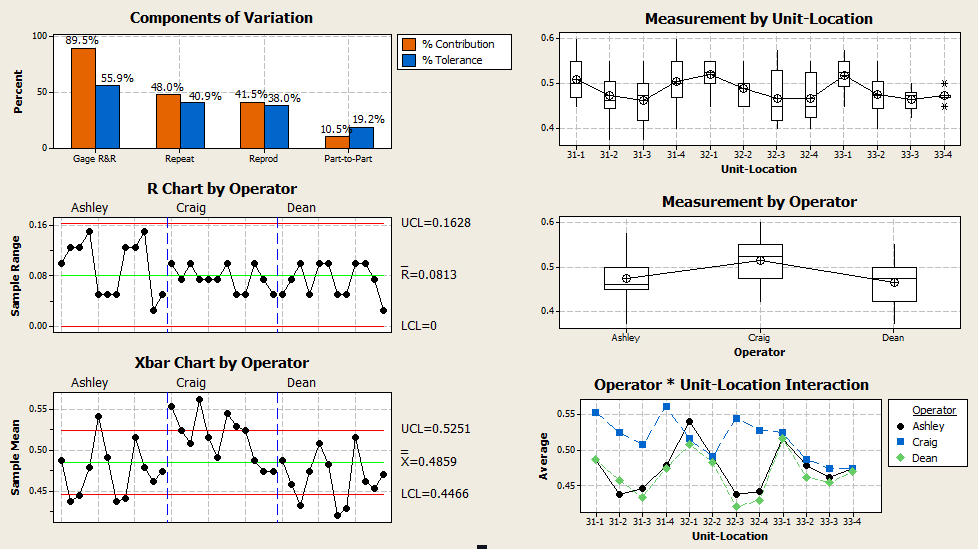 Components of Variation
100
50
0
Percent
89.5%
55.9%
48.0%
40.9%
41.5%
38.0%
10.5%
19.2%
Gage R&R Repeat Reprod Part-to-Part
% Contribution
% Tolerance
Measurement by Unit-Location
0.6
0.5
0.4
31-1 31-2 31-3 31-4 32-1 32-2 32-3 32-4 33-1 33-2 33-3 33-4
Unit-Location
R Chart by Operator
Ashley Craig Dean
0.16
0.08
0.00
Sample Range
UCL=0.1628
R=0.0813
LCL=0
Measurement by Operator
0.6
0.5
0.4
Ashley Craig Dean
Operator
Xbar Chart by Operator
Ashley Craig Dean
0.55
0.50
0.45
Sample Mean
UCL=0.5251
X=0.4859
LCL=0.4466
Operator * Unit-Location Interaction
0.55
0.50
0.45
Average
31-1 31-2 31-3 31-4 32-1 32-2 32-3 32-4 33-1 33-2 33-3 33-4
Unit-Location
Operator
Ashley
Craig
Dean